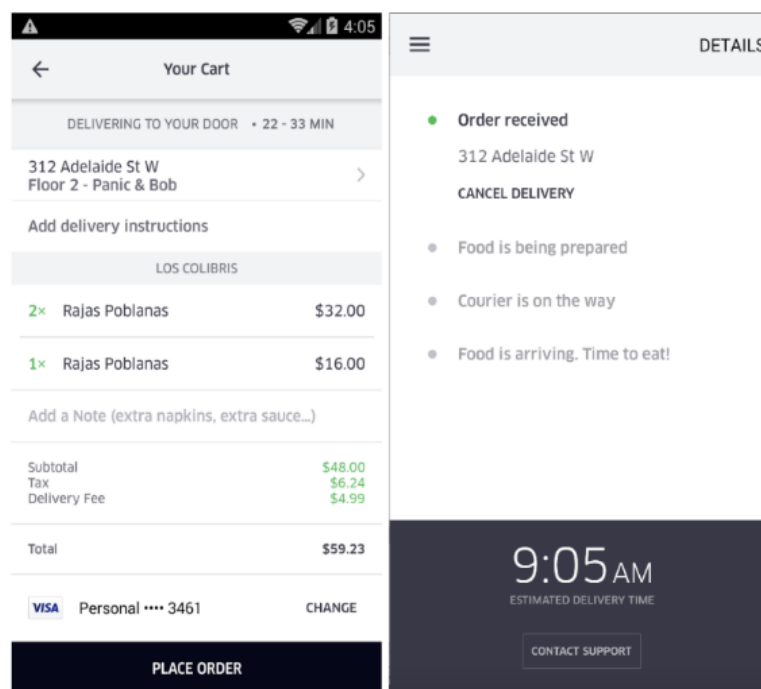 4:05
Your Cart
DELIVERING TO YOUR DOOR • 22 - 33 MIN
312 Adelaide St W
Floor 2 - Panic & Bob
Add delivery instructions
LOS COLIBRIS
2× Rajas Poblanas $32.00
1× Rajas Poblanas $16.00
Add a Note (extra napkins, extra sauce...)
Subtotal $48.00
Tax $6.24
Delivery Fee $4.99
Total $59.23
VISA Personal •••• 3461 CHANGE
PLACE ORDER
DETAILS
Order received
312 Adelaide St W
CANCEL DELIVERY
Food is being prepared
Courier is on the way
Food is arriving. Time to eat!
9:05 AM
ESTIMATED DELIVERY TIME
CONTACT SUPPORT